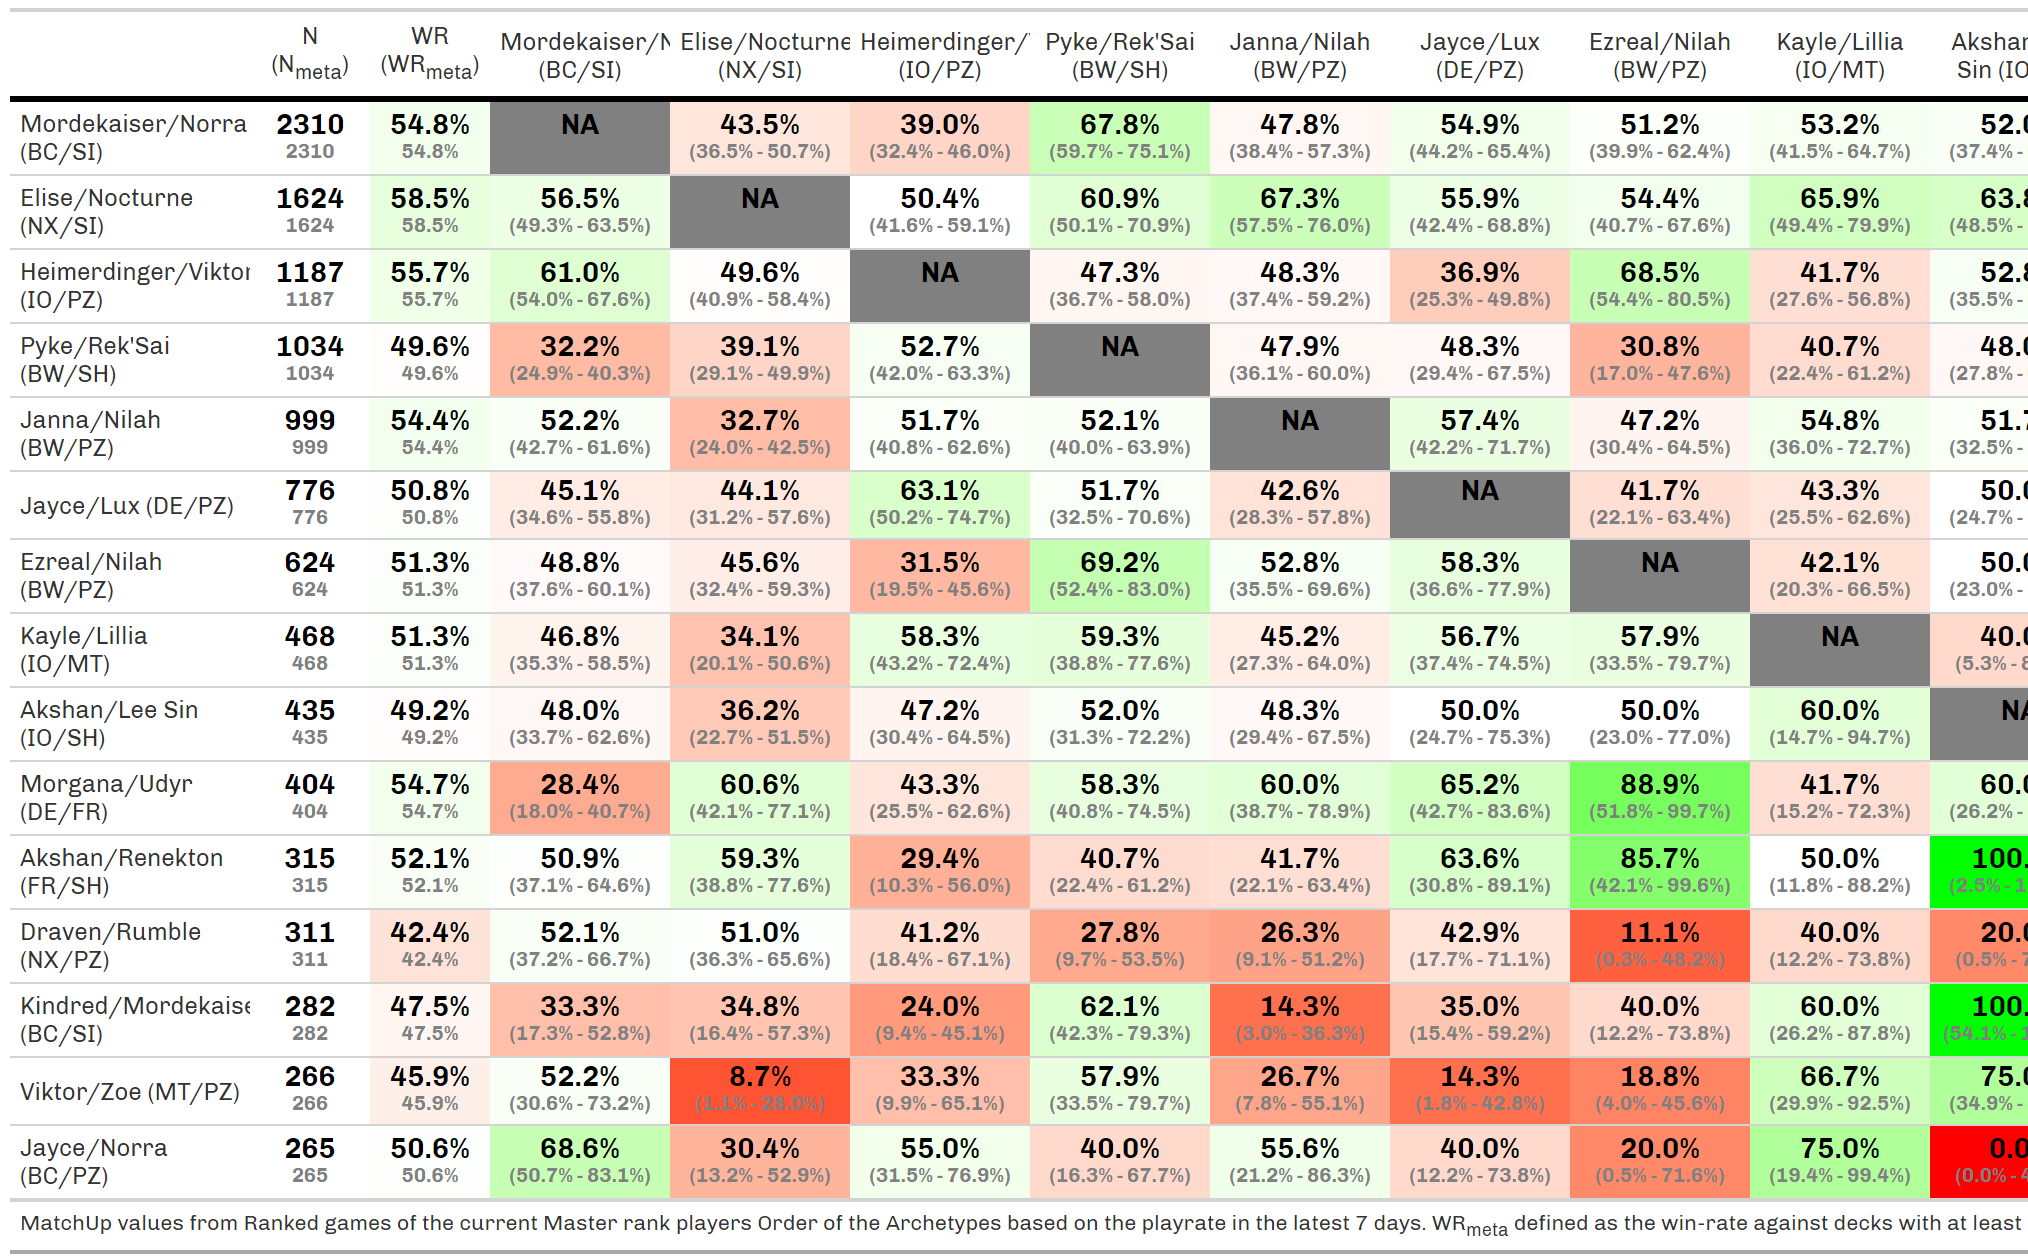 N WR Mordekaiser/N Elise/Nocturne Heimerdinger/ Pyke/Rek'Sai Janna/Nilah Jayce/Lux Ezreal/Nilah Kayle/Lillia Akshan
(Nmeta) (WRmeta) (BC/SI) (NX/SI) (IO/PZ) (BW/SH) (BW/PZ) (DE/PZ) (BW/PZ) (IO/MT) Sin (IO
Mordekaiser/Norra 2310 54.8% NA 43.5% 39.0% 67.8% 47.8% 54.9% 51.2% 53.2% 52.0
(BC/SI) 2310 54.8% (36.5% - 50.7%) (32.4% - 46.0%) (59.7% - 75.1%) (38.4% - 57.3%) (44.2% - 65.4%) (39.9% - 62.4%) (41.5% - 64.7%) (37.4% -
Elise/Nocturne 1624 58.5% 56.5% NA 50.4% 60.9% 67.3% 55.9% 54.4% 65.9% 63.8
(NX/SI) 1624 58.5% (49.3% - 63.5%) (41.6% - 59.1%) (50.1% - 70.9%) (57.5% - 76.0%) (42.4% - 68.8%) (40.7% - 67.6%) (49.4% - 79.9%) (48.5% -
Heimerdinger/Viktor 1187 55.7% 61.0% 49.6% NA 47.3% 48.3% 36.9% 68.5% 41.7% 52.8
(IO/PZ) 1187 55.7% (54.0% - 67.6%) (40.9% - 58.4%) (36.7% - 58.0%) (37.4% - 59.2%) (25.3% - 49.8%) (54.4% - 80.5%) (27.6% - 56.8%) (35.5% -
Pyke/Rek'Sai 1034 49.6% 32.2% 39.1% 52.7% NA 47.9% 48.3% 30.8% 40.7% 48.0
(BW/SH) 1034 49.6% (24.9% - 40.3%) (29.1% - 49.9%) (42.0% - 63.3%) (36.1% - 60.0%) (29.4% - 67.5%) (17.0% - 47.6%) (22.4% - 61.2%) (27.8% -
Janna/Nilah 999 54.4% 52.2% 32.7% 51.7% 52.1% NA 57.4% 47.2% 54.8% 51.7
(BW/PZ) 999 54.4% (42.7% - 61.6%) (24.0% - 42.5%) (40.8% - 62.6%) (40.0% - 63.9%) (42.2% - 71.7%) (30.4% - 64.5%) (36.0% - 72.7%) (32.5% -
Jayce/Lux (DE/PZ) 776 50.8% 45.1% 44.1% 63.1% 51.7% 42.6% NA 41.7% 43.3% 50.0
776 50.8% (34.6% - 55.8%) (31.2% - 57.6%) (50.2% - 74.7%) (32.5% - 70.6%) (28.3% - 57.8%) (22.1% - 63.4%) (25.5% - 62.6%) (24.7% -
Ezreal/Nilah 624 51.3% 48.8% 45.6% 31.5% 69.2% 52.8% 58.3% NA 42.1% 50.0
(BW/PZ) 624 51.3% (37.6% - 60.1%) (32.4% - 59.3%) (19.5% - 45.6%) (52.4% - 83.0%) (35.5% - 69.6%) (36.6% - 77.9%) (20.3% - 66.5%) (23.0% -
Kayle/Lillia 468 51.3% 46.8% 34.1% 58.3% 59.3% 45.2% 56.7% 57.9% NA 40.0
(IO/MT) 468 51.3% (35.3% - 58.5%) (20.1% - 50.6%) (43.2% - 72.4%) (38.8% - 77.6%) (27.3% - 64.0%) (37.4% - 74.5%) (33.5% - 79.7%) (5.3% - 8
Akshan/Lee Sin 435 49.2% 48.0% 36.2% 47.2% 52.0% 48.3% 50.0% 50.0% 60.0% NA
(IO/SH) 435 49.2% (33.7% - 62.6%) (22.7% - 51.5%) (30.4% - 64.5%) (31.3% - 72.2%) (29.4% - 67.5%) (24.7% - 75.3%) (23.0% - 77.0%) (14.7% - 94.7%)
Morgana/Udyr 404 54.7% 28.4% 60.6% 43.3% 58.3% 60.0% 65.2% 88.9% 41.7% 60.0
(DE/FR) 404 54.7% (18.0% - 40.7%) (42.1% - 77.1%) (25.5% - 62.6%) (40.8% - 74.5%) (38.7% - 78.9%) (42.7% - 83.6%) (51.8% - 99.7%) (15.2% - 72.3%) (26.2% -
Akshan/Renekton 315 52.1% 50.9% 59.3% 29.4% 40.7% 41.7% 63.6% 85.7% 50.0% 100.
(FR/SH) 315 52.1% (37.1% - 64.6%) (38.8% - 77.6%) (10.3% - 56.0%) (22.4% - 61.2%) (22.1% - 63.4%) (30.8% - 89.1%) (42.1% - 99.6%) (11.8% - 88.2%) (2.5% - 1
Draven/Rumble 311 42.4% 52.1% 51.0% 41.2% 27.8% 26.3% 42.9% 11.1% 40.0% 20.0
(NX/PZ) 311 42.4% (37.2% - 66.7%) (36.3% - 65.6%) (18.4% - 67.1%) (9.7% - 53.5%) (9.1% - 51.2%) (17.7% - 71.1%) (0.3% - 48.2%) (12.2% - 73.8%) (0.5% - 7
Kindred/Mordekaise 282 47.5% 33.3% 34.8% 24.0% 62.1% 14.3% 35.0% 40.0% 60.0% 100.
(BC/SI) 282 47.5% (17.3% - 52.8%) (16.4% - 57.3%) (9.4% - 45.1%) (42.3% - 79.3%) (3.0% - 36.3%) (15.4% - 59.2%) (12.2% - 73.8%) (26.2% - 87.8%) (54.1% - 1
Viktor/Zoe (MT/PZ) 266 45.9% 52.2% 8.7% 33.3% 57.9% 26.7% 14.3% 18.8% 66.7% 75.0
266 45.9% (30.6% - 73.2%) (1.1% - 28.0%) (9.9% - 65.1%) (33.5% - 79.7%) (7.8% - 55.1%) (1.8% - 42.8%) (4.0% - 45.6%) (29.9% - 92.5%) (34.9% -
Jayce/Norra 265 50.6% 68.6% 30.4% 55.0% 40.0% 55.6% 40.0% 20.0% 75.0% 0.0
(BC/PZ) 265 50.6% (50.7% - 83.1%) (13.2% - 52.9%) (31.5% - 76.9%) (16.3% - 67.7%) (21.2% - 86.3%) (12.2% - 73.8%) (0.5% - 71.6%) (19.4% - 99.4%) (0.0% - 4
MatchUp values from Ranked games of the current Master rank players Order of the Archetypes based on the playrate in the latest 7 days. WRmeta defined as the win-rate against decks with at least